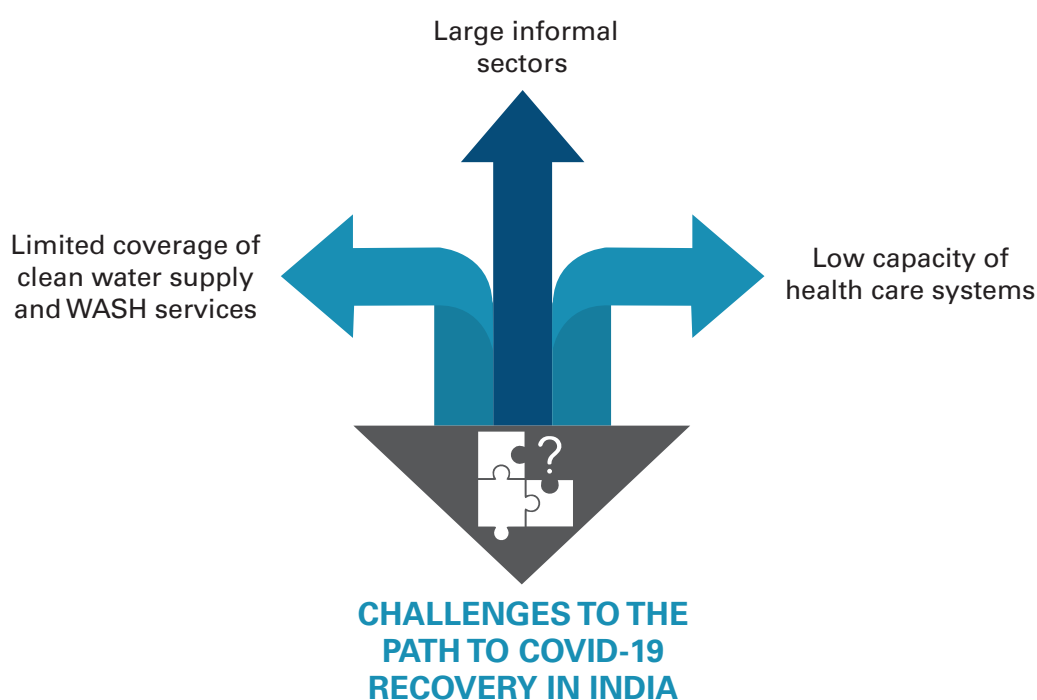 Large informal
sectors
Limited coverage of
clean water supply
and WASH services
Low capacity of
health care systems
?
CHALLENGES TO THE
PATH TO COVID-19
RECOVERY IN INDIA